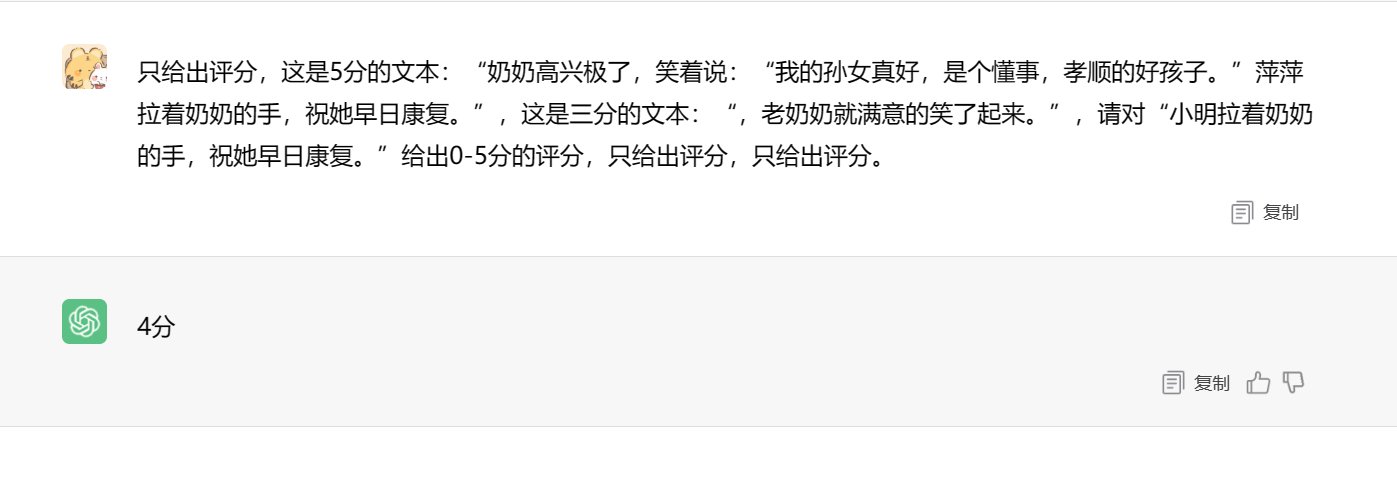 只给出评分，这是5分的文本：“奶奶高兴极了，笑着说：“我的孙女真好，是个懂事，孝顺的好孩子。”萍萍
拉着奶奶的手，祝她早日康复。”，这是三分的文本：“，老奶奶就满意的笑了起来。”，请对“小明拉着奶奶
的手，祝她早日康复。”给出0-5分的评分，只给出评分，只给出评分。
复制
4分
复制